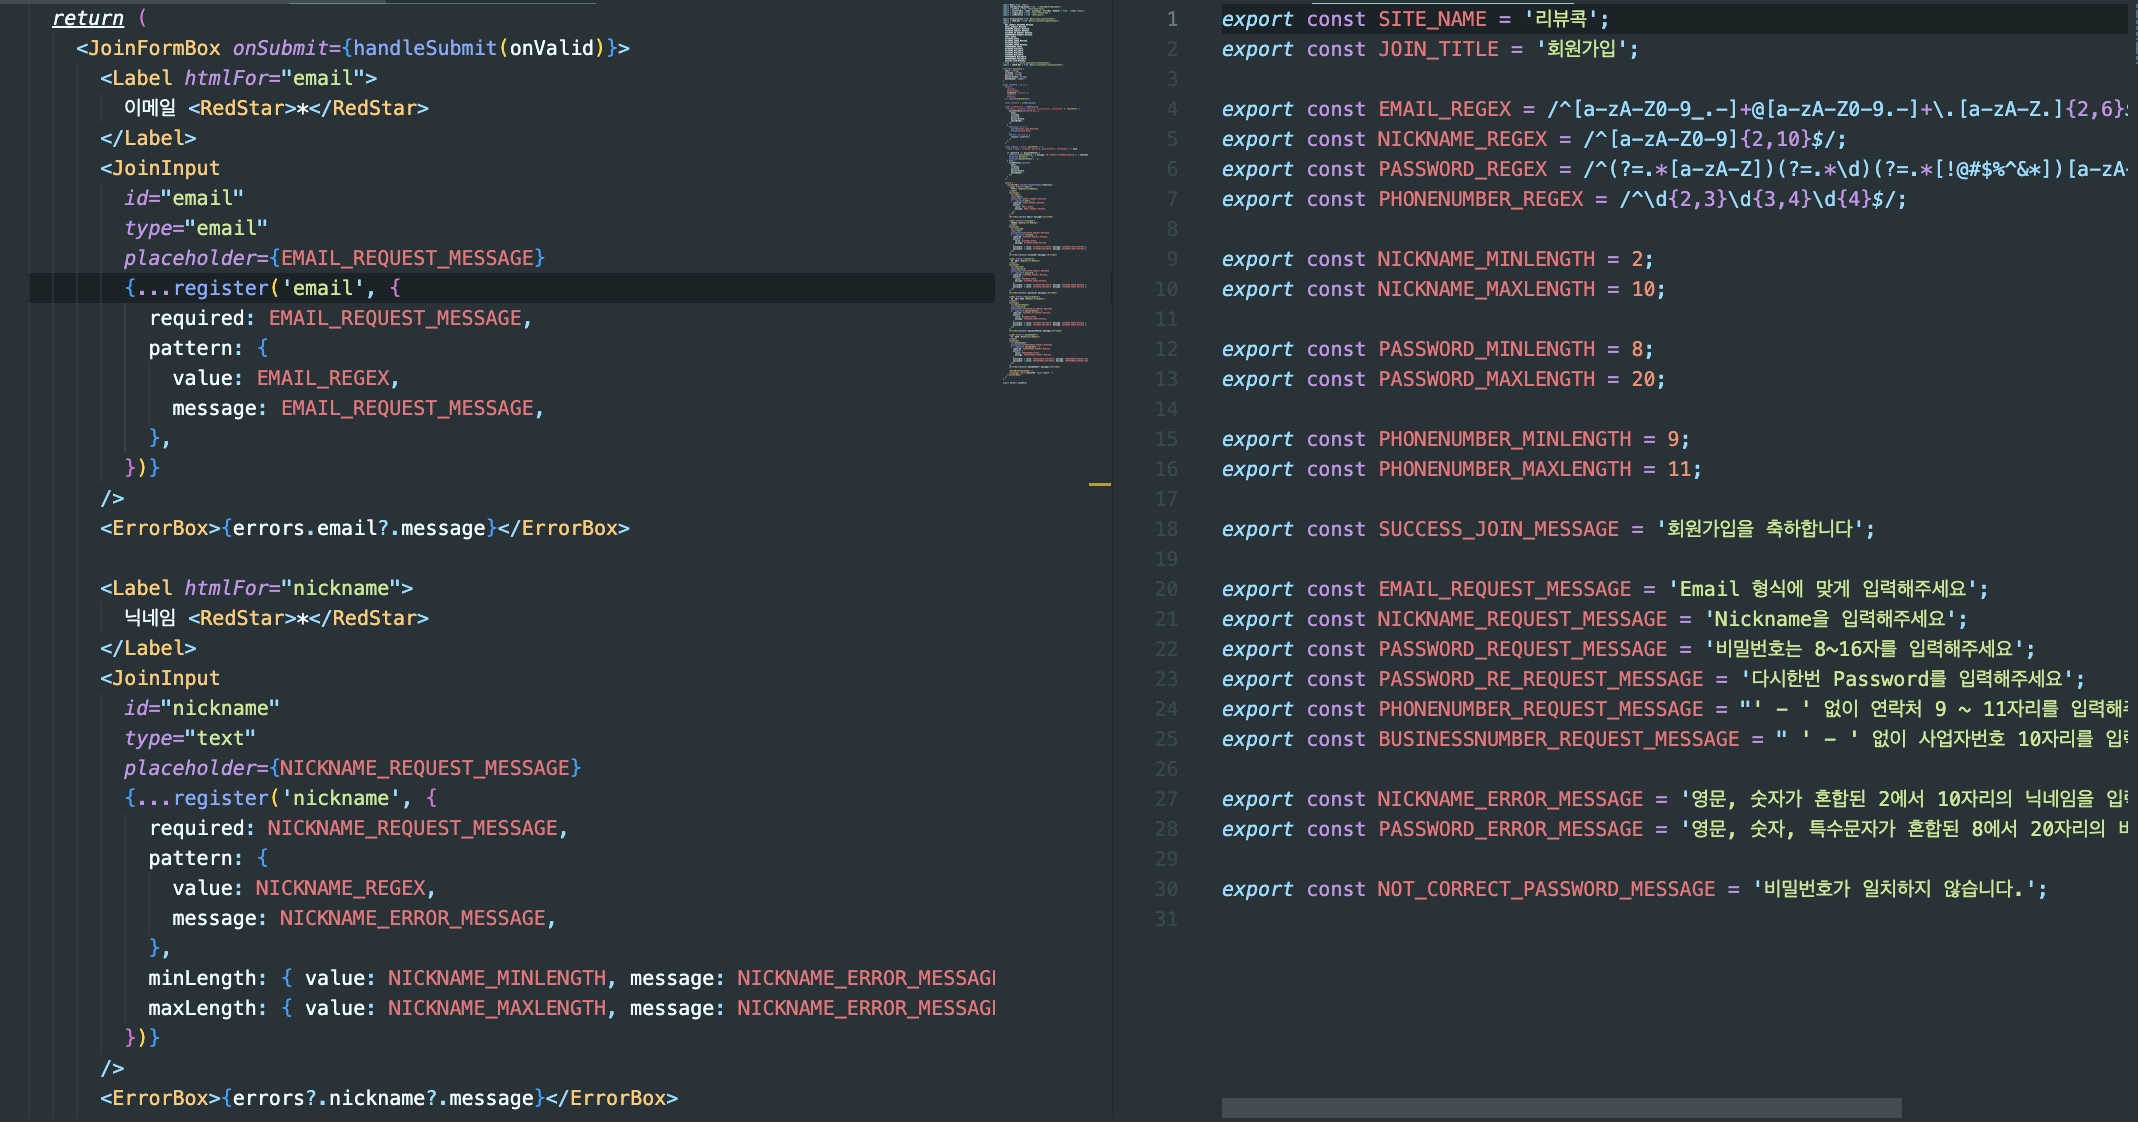 return (
<JoinFormBox onSubmit={handleSubmit(onValid)}>
<Label htmlFor="email">
이메일 <RedStar>*</RedStar>
</Label>
<JoinInput
id="email"
type="email"
placeholder={EMAIL_REQUEST_MESSAGE}
{...register('email', {
required: EMAIL_REQUEST_MESSAGE,
pattern: {
value: EMAIL_REGEX,
message: EMAIL_REQUEST_MESSAGE,
},
})}
/>
<ErrorBox>{errors.email?.message}</ErrorBox>
<Label htmlFor="nickname">
닉네임 <RedStar>*</RedStar>
</Label>
<JoinInput
id="nickname"
type="text"
placeholder={NICKNAME_REQUEST_MESSAGE}
{...register('nickname', {
required: NICKNAME_REQUEST_MESSAGE,
pattern: {
value: NICKNAME_REGEX,
message: NICKNAME_ERROR_MESSAGE,
},
minLength: { value: NICKNAME_MINLENGTH, message: NICKNAME_ERROR_MESSAG
maxLength: { value: NICKNAME_MAXLENGTH, message: NICKNAME_ERROR_MESSAG
})}
/>
<ErrorBox>{errors?.nickname?.message}</ErrorBox>
1 export const SITE_NAME = '리뷰콕';
2 export const JOIN_TITLE = '회원가입';
3
4 export const EMAIL_REGEX = /^[a-zA-Z0-9_.-]+@[a-zA-Z0-9.-]+\.[a-zA-Z.]{2,6}$
5 export const NICKNAME_REGEX = /^[a-zA-Z0-9]{2,10}$/;
6 export const PASSWORD_REGEX = /^(?=.*[a-zA-Z])(?=.*\d)(?=.*[!@#$%^&*])[a-zA-
7 export const PHONENUMBER_REGEX = /^\d{2,3}\d{3,4}\d{4}$/;
8
9 export const NICKNAME_MINLENGTH = 2;
10 export const NICKNAME_MAXLENGTH = 10;
11
12 export const PASSWORD_MINLENGTH = 8;
13 export const PASSWORD_MAXLENGTH = 20;
14
15 export const PHONENUMBER_MINLENGTH = 9;
16 export const PHONENUMBER_MAXLENGTH = 11;
17
18 export const SUCCESS_JOIN_MESSAGE = '회원가입을 축하합니다';
19
20 export const EMAIL_REQUEST_MESSAGE = 'Email 형식에 맞게 입력해주세요';
21 export const NICKNAME_REQUEST_MESSAGE = 'Nickname을 입력해주세요';
22 export const PASSWORD_REQUEST_MESSAGE = '비밀번호는 8~16자를 입력해주세요';
23 export const PASSWORD_RE_REQUEST_MESSAGE = '다시한번 Password를 입력해주세요';
24 export const PHONENUMBER_REQUEST_MESSAGE = "' - ' 없이 연락처 9 ~ 11자리를 입력해
25 export const BUSINESSNUMBER_REQUEST_MESSAGE = " ' - ' 없이 사업자번호 10자리를 입
26
27 export const NICKNAME_ERROR_MESSAGE = '영문, 숫자가 혼합된 2에서 10자리의 닉네임을 입
28 export const PASSWORD_ERROR_MESSAGE = '영문, 숫자, 특수문자가 혼합된 8에서 20자리의
29
30 export const NOT_CORRECT_PASSWORD_MESSAGE = '비밀번호가 일치하지 않습니다.';
31